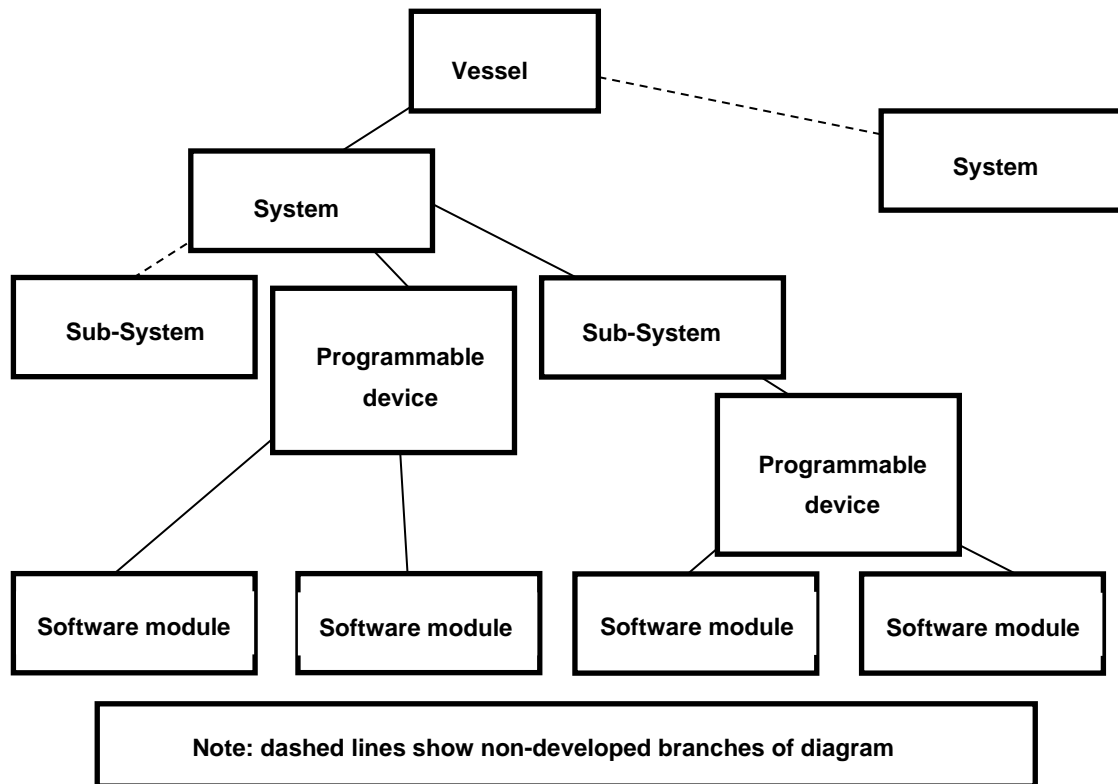 Vessel
System
System
Sub-System
Programmable
device
Sub-System
Programmable
device
Software module
Software module
Software module
Software module
Note: dashed lines show non-developed branches of diagram